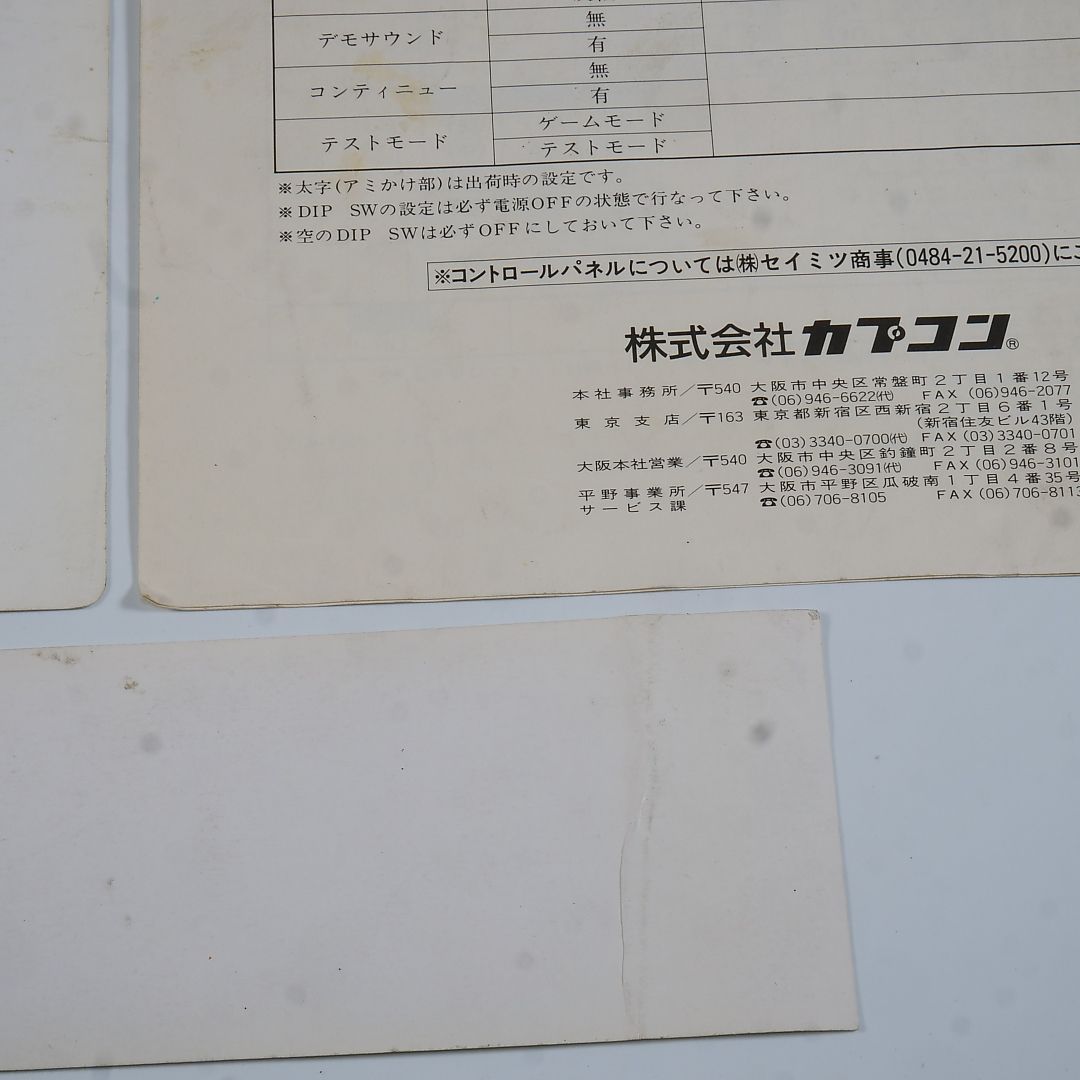 デモサウンド
無
有
コンティニュー
無
有
テストモード
ゲームモード
テストモード
※太字(アミかけ部)は出荷時の設定です。
※DIP SWの設定は必ず電源OFFの状態で行なって下さい。
※空のDIP SWは必ずOFFにしておいて下さい。
※コントロールパネルについては㈱セイミツ商事(0484-21-5200)にご
株式会社カプコン®
本社事務所/〒540 大阪市中央区常盤町2丁目1番12号
☎(06)946-6622㈹ FAX (06)946-2077
東京支店/〒163 東京都新宿区西新宿2丁目6番1号
(新宿住友ビル43階)
☎(03)3340-0700㈹ FAX (03)3340-0701
大阪本社営業/〒540 大阪市中央区釣鐘町2丁目2番8号
☎(06)946-3091㈹ FAX (06)946-3101
平野事業所/〒547 大阪市平野区瓜破南1丁目4番35号
サービス課 ☎(06)706-8105 FAX (06)706-8113